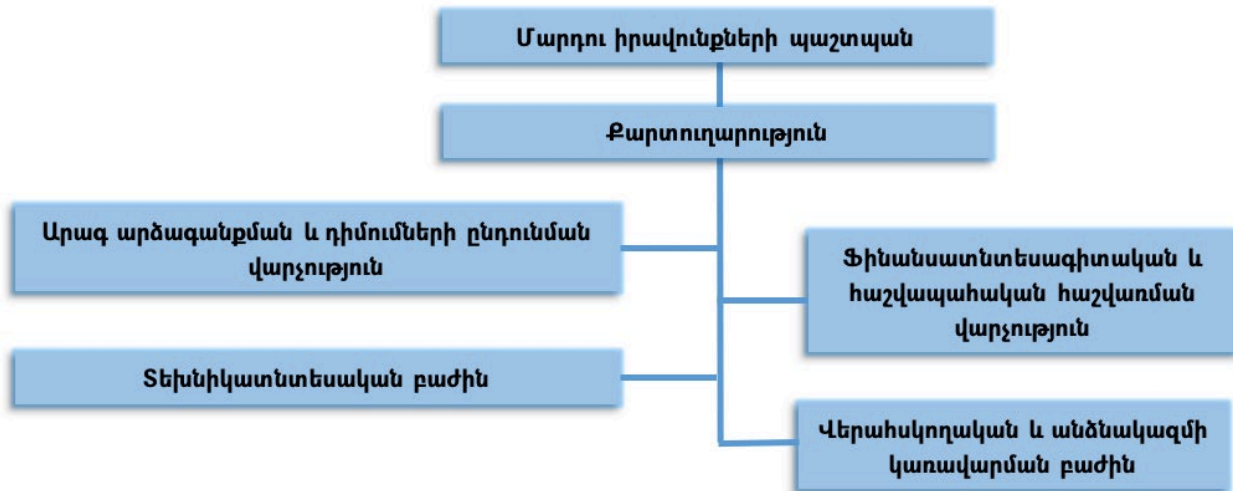 Մարդու իրավունքների պաշտպան
Քարտուղարություն
Արագ արձագանքման և դիմումների ընդունման
վարչություն
Ֆինանսատնտեսագիտական և
հաշվապահական հաշվառման
վարչություն
Տեխնիկատնտեսական բաժին
Վերահսկողական և անձնակազմի
կառավարման բաժին